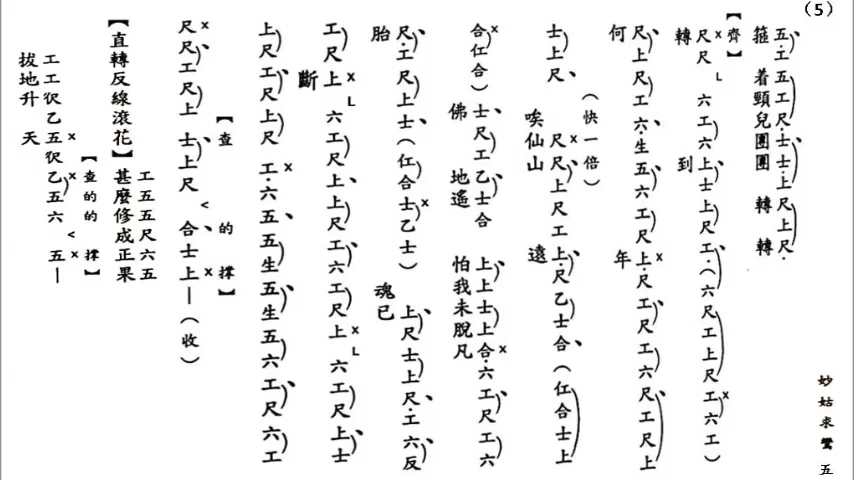 （5）
妙姑來鸞 五
五工五工尺士士上尺上尺
箍 着頸兒團團 轉 轉
【齊】
尺尺 六工六上士上尺工（六尺工上尺工六工）
轉 到
尺上尺工六生五六工尺上尺工尺工六尺工尺上
何 年
（快一倍）
士上尺 尺尺上尺工上尺乙士合（仜合士上
唉仙山 遠
合仜合）士尺工乙士合 上上士上合六工尺工六
佛 地遙 怕我未脫凡
尺工尺上士（仜合士乙士） 上尺士上尺工六反
胎 魂已
工尺上 六工尺上上尺工六工尺上 六工尺上士
斷
上尺工尺上尺 工六五五生五生五六工尺六工
【查 的撑】
尺尺工尺上 士上尺 合士上—（收）
【直轉反線滾花】
工五五尺六五
甚麼修成正果
【查的的撑】
工工伬乙五伬乙五六 五—
拔地升 天